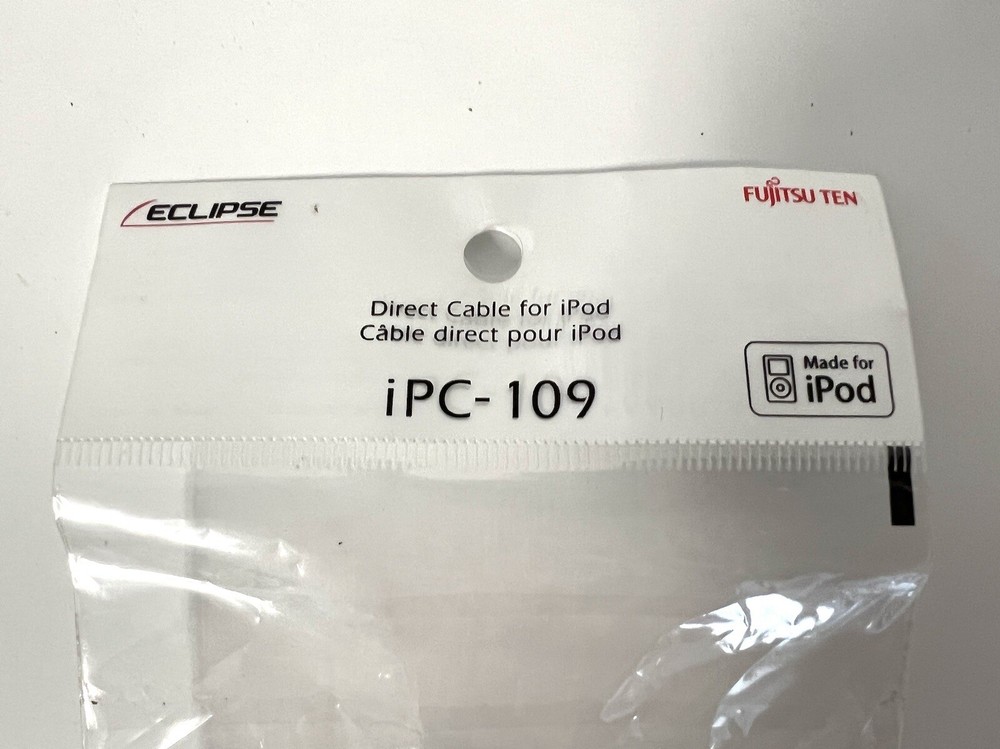 ECLIPSE
FUJITSU TEN
Direct Cable for iPod
Câble direct pour iPod
iPC-109
Made for
iPod